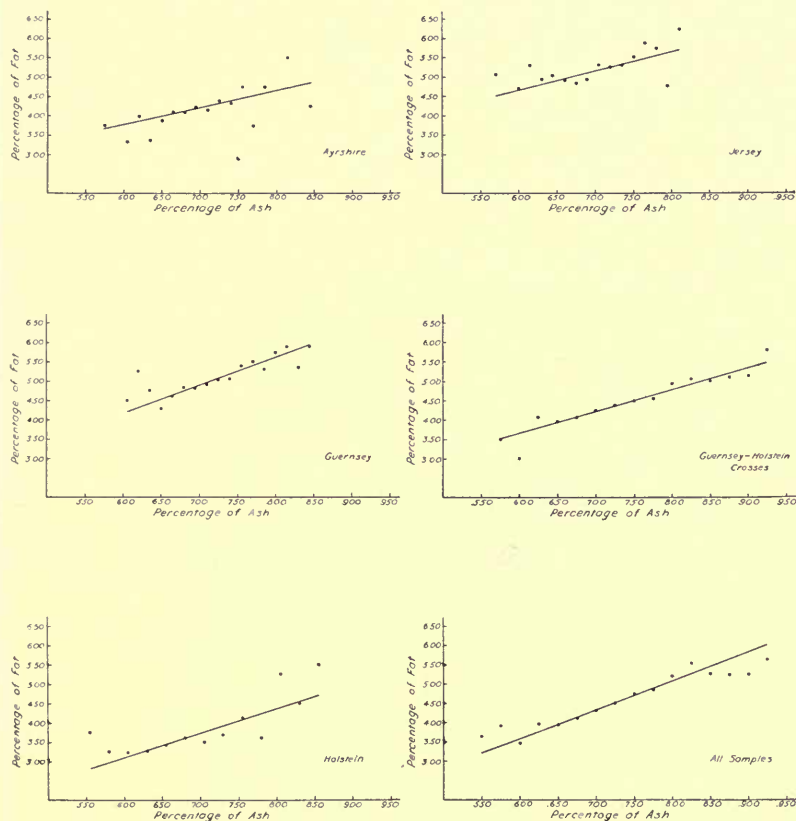 6.50
6.00
5.50
5.00
4.50
4.00
3.50
3.00
Percentage of Fat
Ayrshire
.550 .600 .650 .700 .750 .800 .850 .900 .950
Percentage of Ash
6.50
6.00
5.50
5.00
4.50
4.00
3.50
3.00
Percentage of Fat
Jersey
.550 .600 .650 .700 .750 .800 .850 .900 .950
Percentage of Ash
6.50
6.00
5.50
5.00
4.50
4.00
3.50
3.00
Percentage of Fat
Guernsey
.550 .600 .650 .700 .750 .800 .850 .900 .950
Percentage of Ash
6.50
6.00
5.50
5.00
4.50
4.00
3.50
3.00
Percentage of Fat
Guernsey-Holstein
Crosses
.550 .600 .650 .700 .750 .800 .850 .900 .950
Percentage of Ash
6.50
6.00
5.50
5.00
4.50
4.00
3.50
3.00
Percentage of Fat
Holstein
.550 .600 .650 .700 .750 .800 .850 .900 .950
Percentage of Ash
6.50
6.00
5.50
5.00
4.50
4.00
3.50
3.00
Percentage of Fat
All Samples
.550 .600 .650 .700 .750 .800 .850 .900 .950
Percentage of Ash